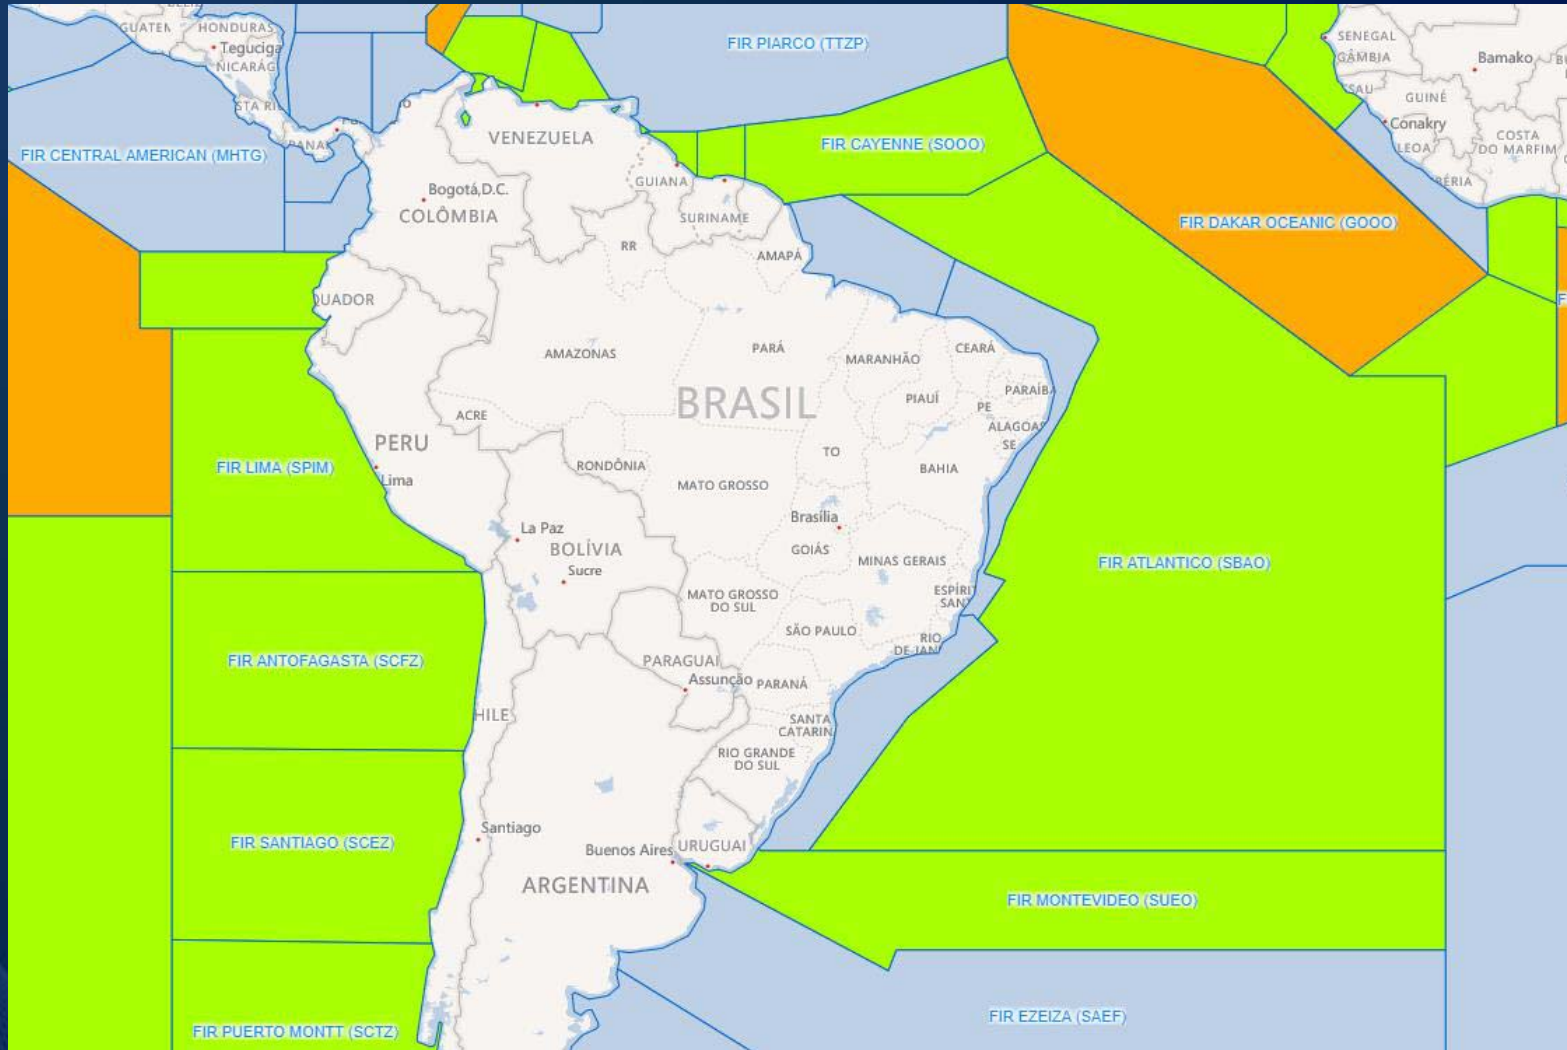 HONDURAS
Teguciga
NICARÁG
FIR PIARCO (TTZP)
SENEGAL
GÂMBIA
Bamako
GUINÉ
Conakry
LEOA
COSTA
DO MARFIM
FIR CENTRAL AMERICAN (MHTG)
VENEZUELA
FIR CAYENNE (SOOO)
Bogotá,D.C.
COLÔMBIA
GUIANA
SURINAME
FIR DAKAR OCEANIC (GOOO)
RR
AMAPÁ
QUADOR
AMAZONAS
PARÁ
MARANHÃO
CEARÁ
BRASIL
PIAUÍ
PARAÍBA
PE
ALAGOAS
SE
ACRE
PERU
TO
FIR LIMA (SPIM)
Lima
RONDÔNIA
MATO GROSSO
BAHIA
Brasília
La Paz
BOLÍVIA
GOIÁS
MINAS GERAIS
FIR ATLANTICO (SBAO)
Sucre
MATO GROSSO
DO SUL
ESPÍRI
SAN
SÃO PAULO
RIO
DE JAN
FIR ANTOFAGASTA (SCFZ)
PARAGUAI
Assunção
PARANÁ
HILE
SANTA
CATARIN
RIO GRANDE
DO SUL
FIR SANTIAGO (SCEZ)
Santiago
Buenos Aires
URUGUAI
ARGENTINA
FIR MONTEVIDEO (SUEO)
FIR PUERTO MONTT (SCTZ)
FIR EZEIZA (SAEF)